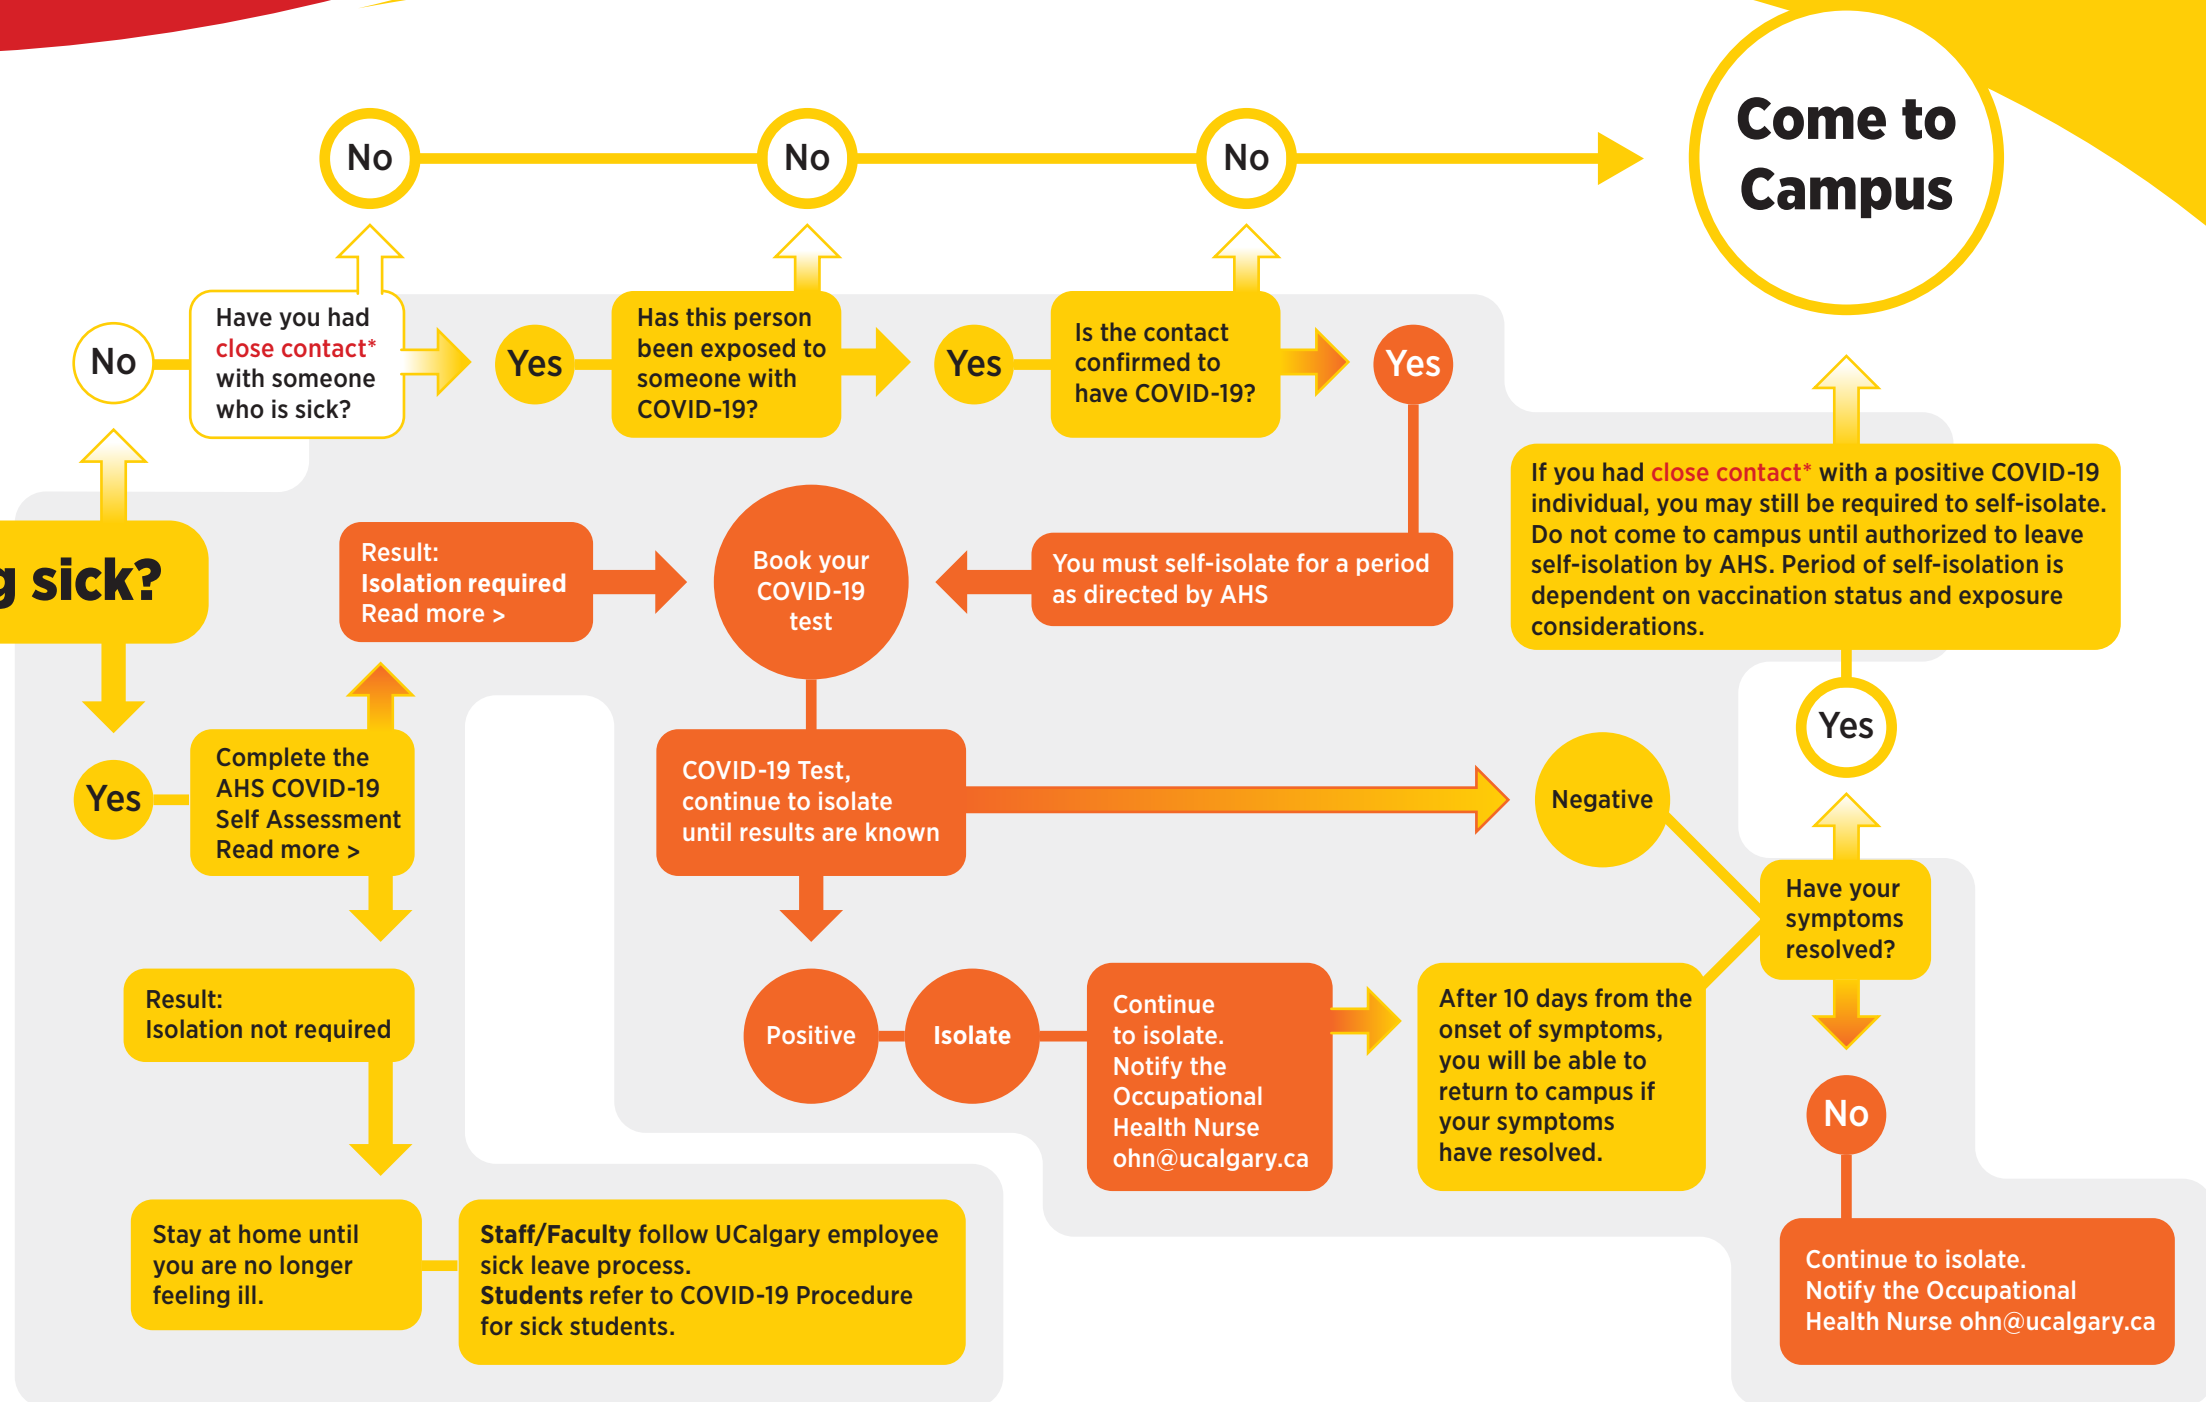 No
No
No
Come to
Campus
No
Have you had
close contact*
with someone
who is sick?
Yes
Has this person
been exposed to
someone with
COVID-19?
Yes
Is the contact
confirmed to
have COVID-19?
Yes
If you had close contact* with a positive COVID-19
individual, you may still be required to self-isolate.
Do not come to campus until authorized to leave
self-isolation by AHS. Period of self-isolation is
dependent on vaccination status and exposure
considerations.
g sick?
Result:
Isolation required
Read more >
Book your
COVID-19
test
You must self-isolate for a period
as directed by AHS
Yes
Yes
Complete the
AHS COVID-19
Self Assessment
Read more >
COVID-19 Test,
continue to isolate
until results are known
Negative
Have your
symptoms
resolved?
Result:
Isolation not required
Positive
Isolate
Continue
to isolate.
Notify the
Occupational
Health Nurse
ohn@ucalgary.ca
After 10 days from the
onset of symptoms,
you will be able to
return to campus if
your symptoms
have resolved.
No
Stay at home until
you are no longer
feeling ill.
Staff/Faculty follow UCalgary employee
sick leave process.
Students refer to COVID-19 Procedure
for sick students.
Continue to isolate.
Notify the Occupational
Health Nurse ohn@ucalgary.ca